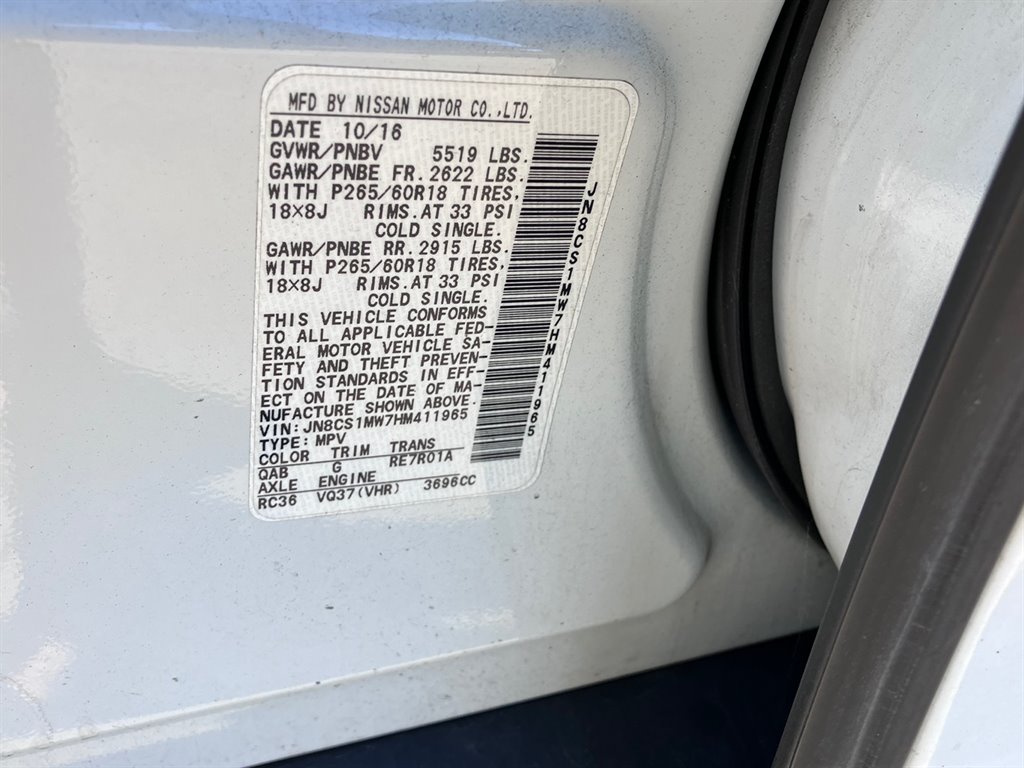 MFD BY NISSAN MOTOR CO.,LTD.
DATE 10/16
GVWR/PNBV 5519 LBS.
GAWR/PNBE FR. 2622 LBS.
WITH P265/60R18 TIRES,
18×8J RIMS. AT 33 PSI
COLD SINGLE.
GAWR/PNBE RR. 2915 LBS.
WITH P265/60R18 TIRES,
18×8J RIMS. AT 33 PSI
COLD SINGLE.
THIS VEHICLE CONFORMS
TO ALL APPLICABLE FED-
ERAL MOTOR VEHICLE SA-
FETY AND THEFT PREVEN-
TION STANDARDS IN EFF-
ECT ON THE DATE OF MA-
NUFACTURE SHOWN ABOVE.
VIN: JN8CS1MW7HM411965
TYPE: MPV
COLOR TRIM TRANS
QAB G RE7R01A
AXLE ENGINE
RC36 VQ37(VHR) 3696CC
JN8CS1MW7HM411965